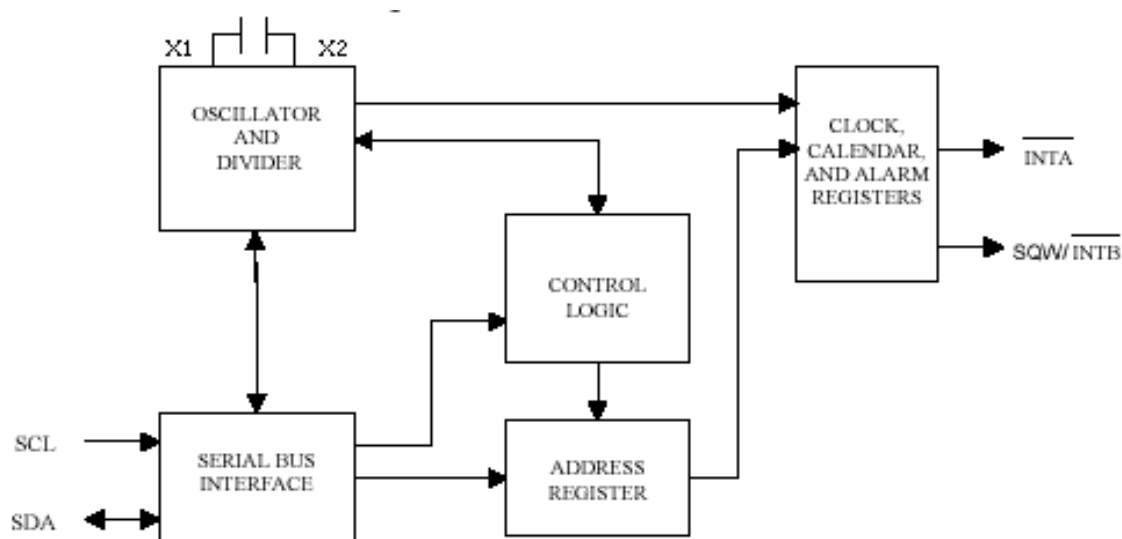 X1
X2
OSCILLATOR
AND
DIVIDER
CLOCK,
CALENDAR,
AND ALARM
REGISTERS
INTA
SQW/INTB
CONTROL
LOGIC
SCL
SDA
SERIAL BUS
INTERFACE
ADDRESS
REGISTER